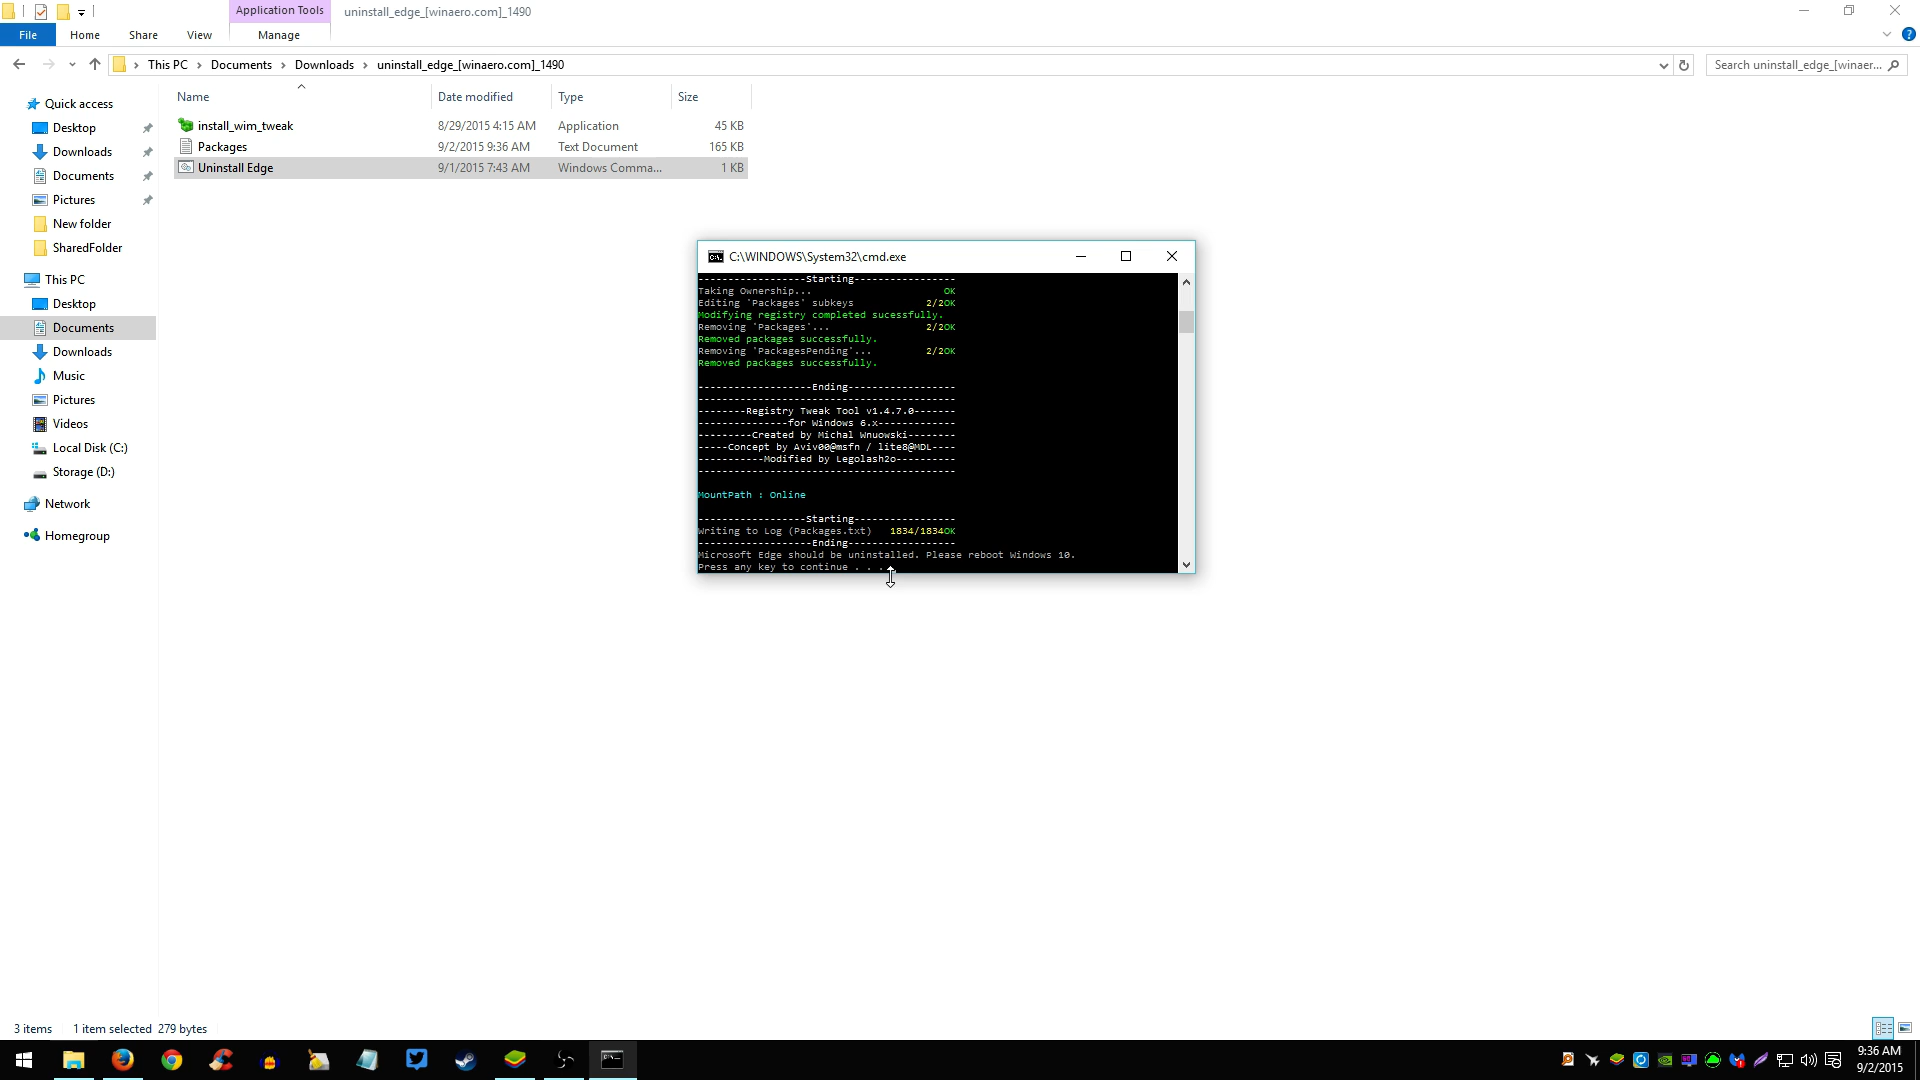 Application Tools
uninstall_edge_[winaero.com]_1490
File
Home
Share
View
Manage
This PC
Documents
Downloads
uninstall_edge_[winaero.com]_1490
Search uninstall_edge_[winaer...
Name
Date modified
Type
Size
install_wim_tweak
8/29/2015 4:15 AM
Application
45 KB
Packages
9/2/2015 9:36 AM
Text Document
165 KB
Uninstall Edge
9/1/2015 7:43 AM
Windows Comma...
1 KB
Quick access
Desktop
Downloads
Documents
Pictures
New folder
SharedFolder
This PC
Desktop
Documents
Downloads
Music
Pictures
Videos
Local Disk (C:)
Storage (D:)
Network
Homegroup
C:\WINDOWS\System32\cmd.exe
------------------Starting-----------------
Taking Ownership... OK
Editing 'Packages' subkeys 2/2OK
Modifying registry completed sucessfully.
Removing 'Packages'... 2/2OK
Removed packages successfully.
Removing 'PackagesPending'... 2/2OK
Removed packages successfully.
-------------------Ending------------------
-------------------------------------------
--------Registry Tweak Tool v1.4.7.0-------
---------------for Windows 6.x-------------
---------Created by Michal Wnuowski--------
-----Concept by Aviv00@msfn / lite8@MDL----
-----------Modified by Legolash2o----------
-------------------------------------------
MountPath : Online
------------------Starting-----------------
Writing to Log (Packages.txt) 1834/1834OK
-------------------Ending------------------
Microsoft Edge should be uninstalled. Please reboot Windows 10.
Press any key to continue . . .
3 items
1 item selected 279 bytes
9:36 AM
9/2/2015